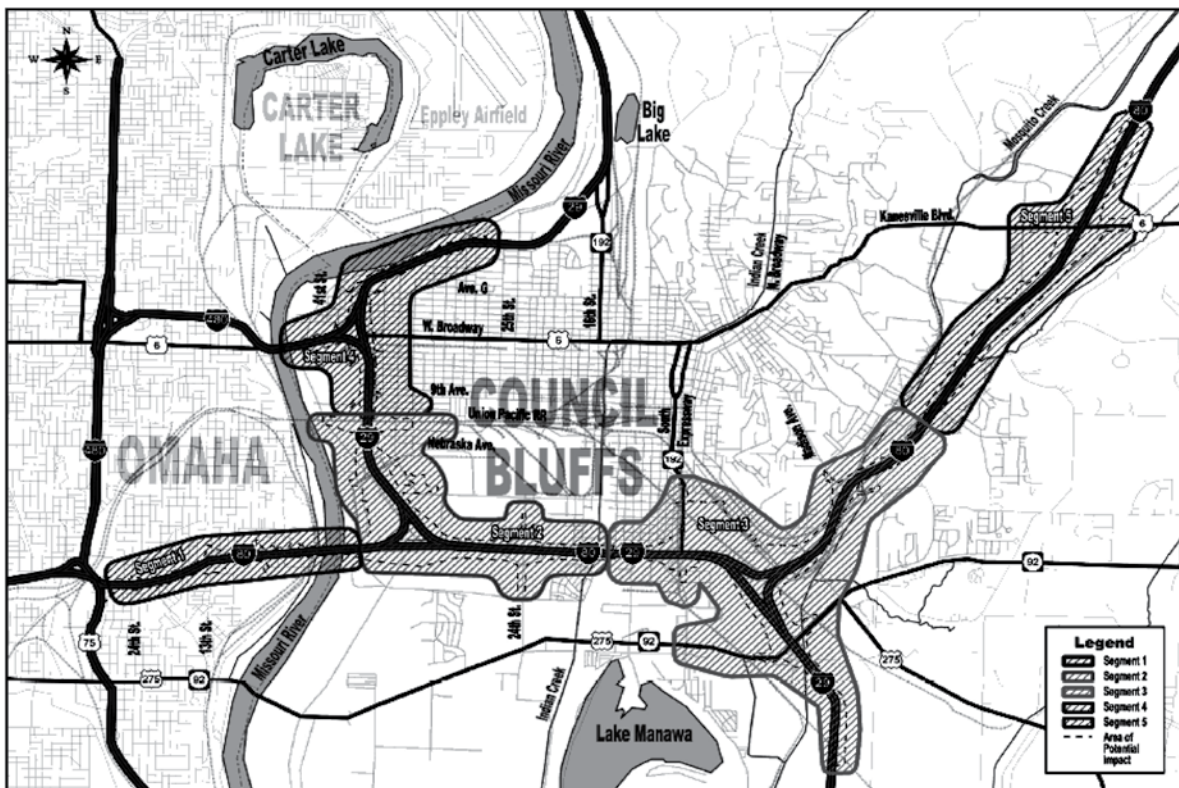 N
W E
S
Carter Lake
CARTER
LAKE
Eppley Airfield
Big
Lake
Mosquito Creek
80
Missouri River
29
192
Kanesville Blvd.
Segment 5
6
Indian Creek
N. Broadway
41st St.
Ave. G
25th St.
16th St.
480
W. Broadway
6
6
Segment 4
9th Ave.
COUNCIL
BLUFFS
Union Pacific RR
Nebraska Ave.
29
South
Expressway
192
80
480
OMAHA
Segment 1
80
Segment 2
80
29
Segment 3
92
75
24th St.
13th St.
Missouri River
24th St.
275
92
275
92
275
29
Indian Creek
Lake Manawa
Legend
Segment 1
Segment 2
Segment 3
Segment 4
Segment 5
Area of
Potential
Impact